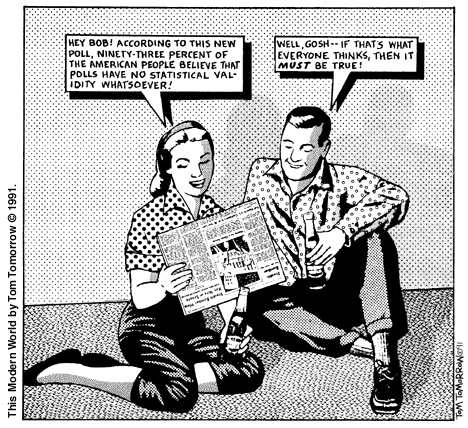 HEY BOB! ACCORDING TO THIS NEW
POLL, NINETY-THREE PERCENT OF
THE AMERICAN PEOPLE BELIEVE THAT
POLLS HAVE NO STATISTICAL VAL-
IDITY WHATSOEVER!
WELL, GOSH-- IF THAT'S WHAT
EVERYONE THINKS, THEN IT
MUST BE TRUE!
This Modern World by Tom Tomorrow © 1991.
TOM TOMORROW